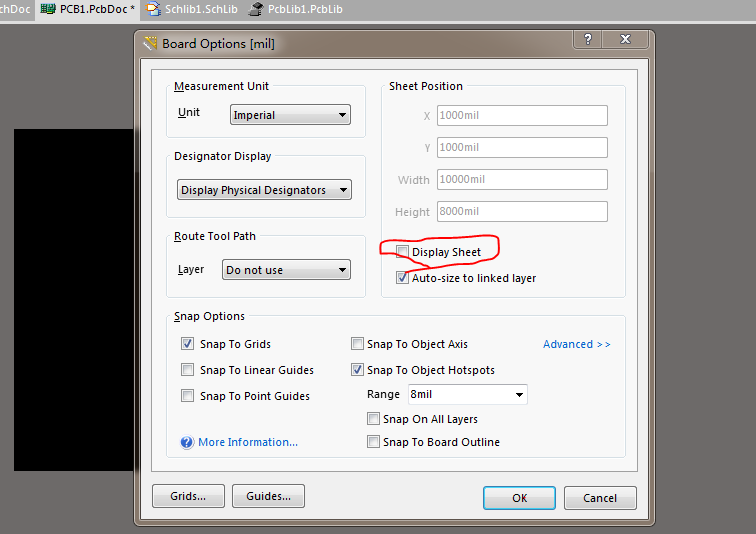 chDoc PCB1.PcbDoc * Schlib1.SchLib PcbLib1.PcbLib
Board Options [mil]
?
Measurement Unit
Unit Imperial
Designator Display
Display Physical Designators
Route Tool Path
Layer Do not use
Sheet Position
X 1000mil
Y 1000mil
Width 10000mil
Height 8000mil
Display Sheet
Auto-size to linked layer
Snap Options
Snap To Grids
Snap To Linear Guides
Snap To Point Guides
Snap To Object Axis
Advanced >>
Snap To Object Hotspots
Range 8mil
Snap On All Layers
Snap To Board Outline
? More Information...
Grids... Guides... OK Cancel